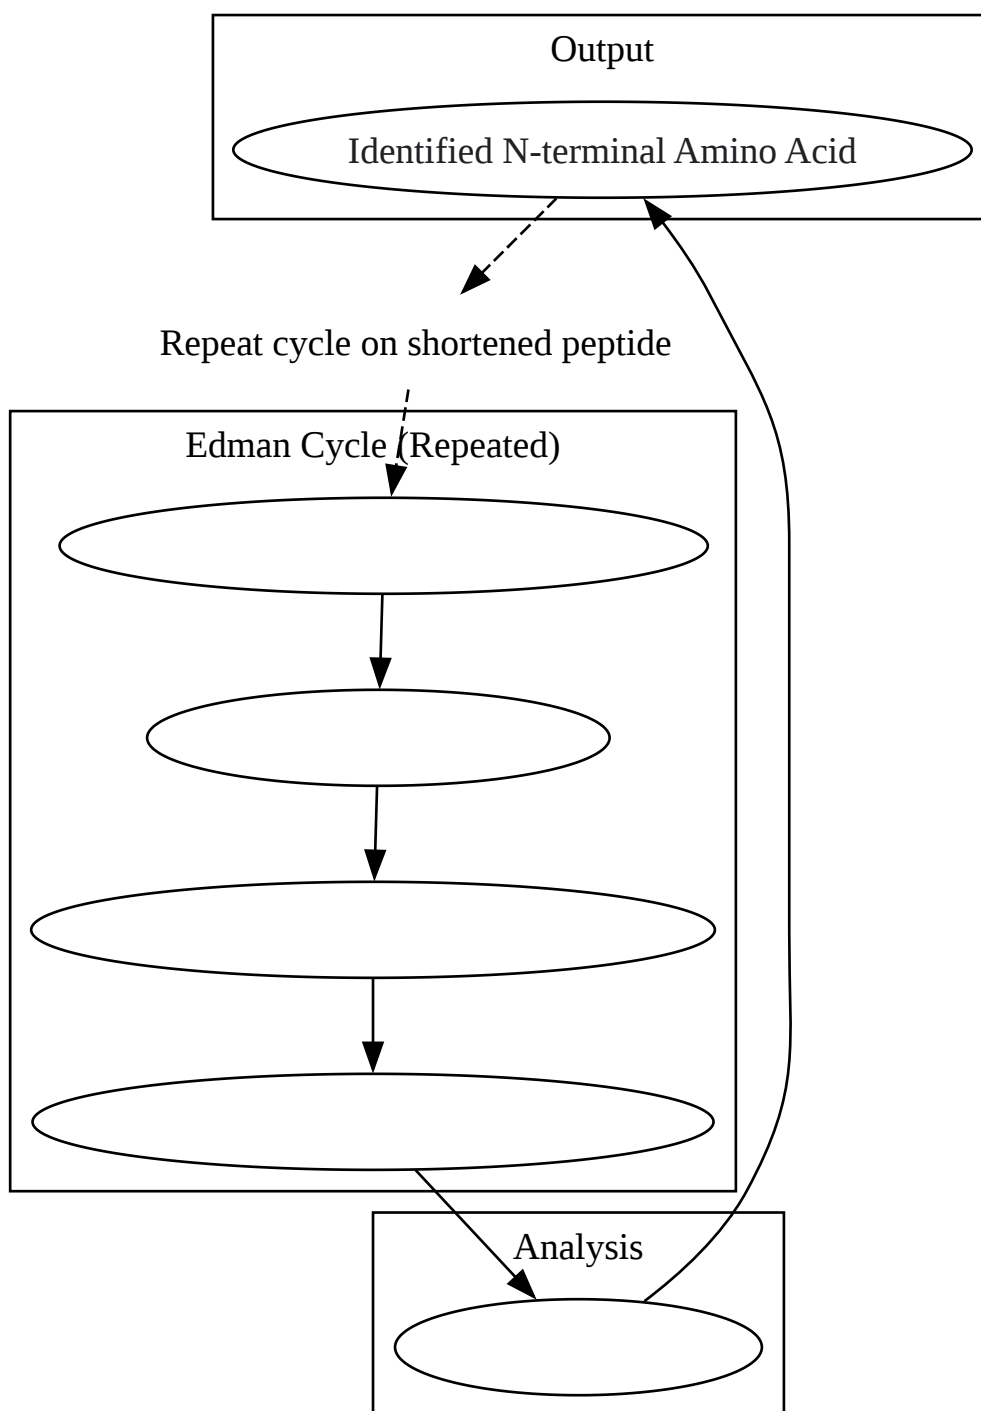 Output
Identified N-terminal Amino Acid
Repeat cycle on shortened peptide
Edman Cycle (Repeated)
Analysis